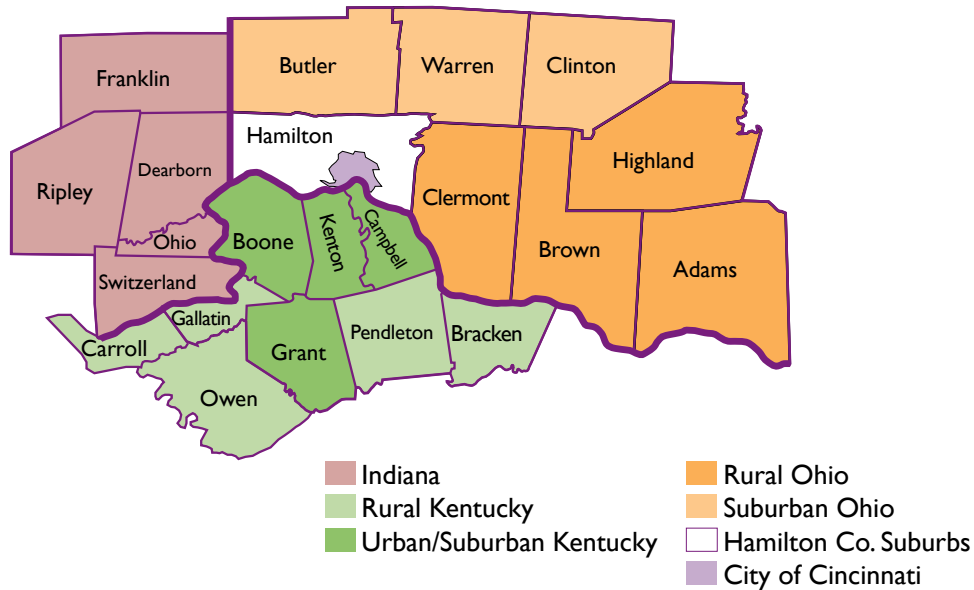 Franklin
Butler
Warren
Clinton
Hamilton
Highland
Ripley
Dearborn
Clermont
Ohio
Boone
Kenton
Campbell
Brown
Adams
Switzerland
Gallatin
Carroll
Grant
Pendleton
Bracken
Owen
Indiana
Rural Kentucky
Urban/Suburban Kentucky
Rural Ohio
Suburban Ohio
Hamilton Co. Suburbs
City of Cincinnati